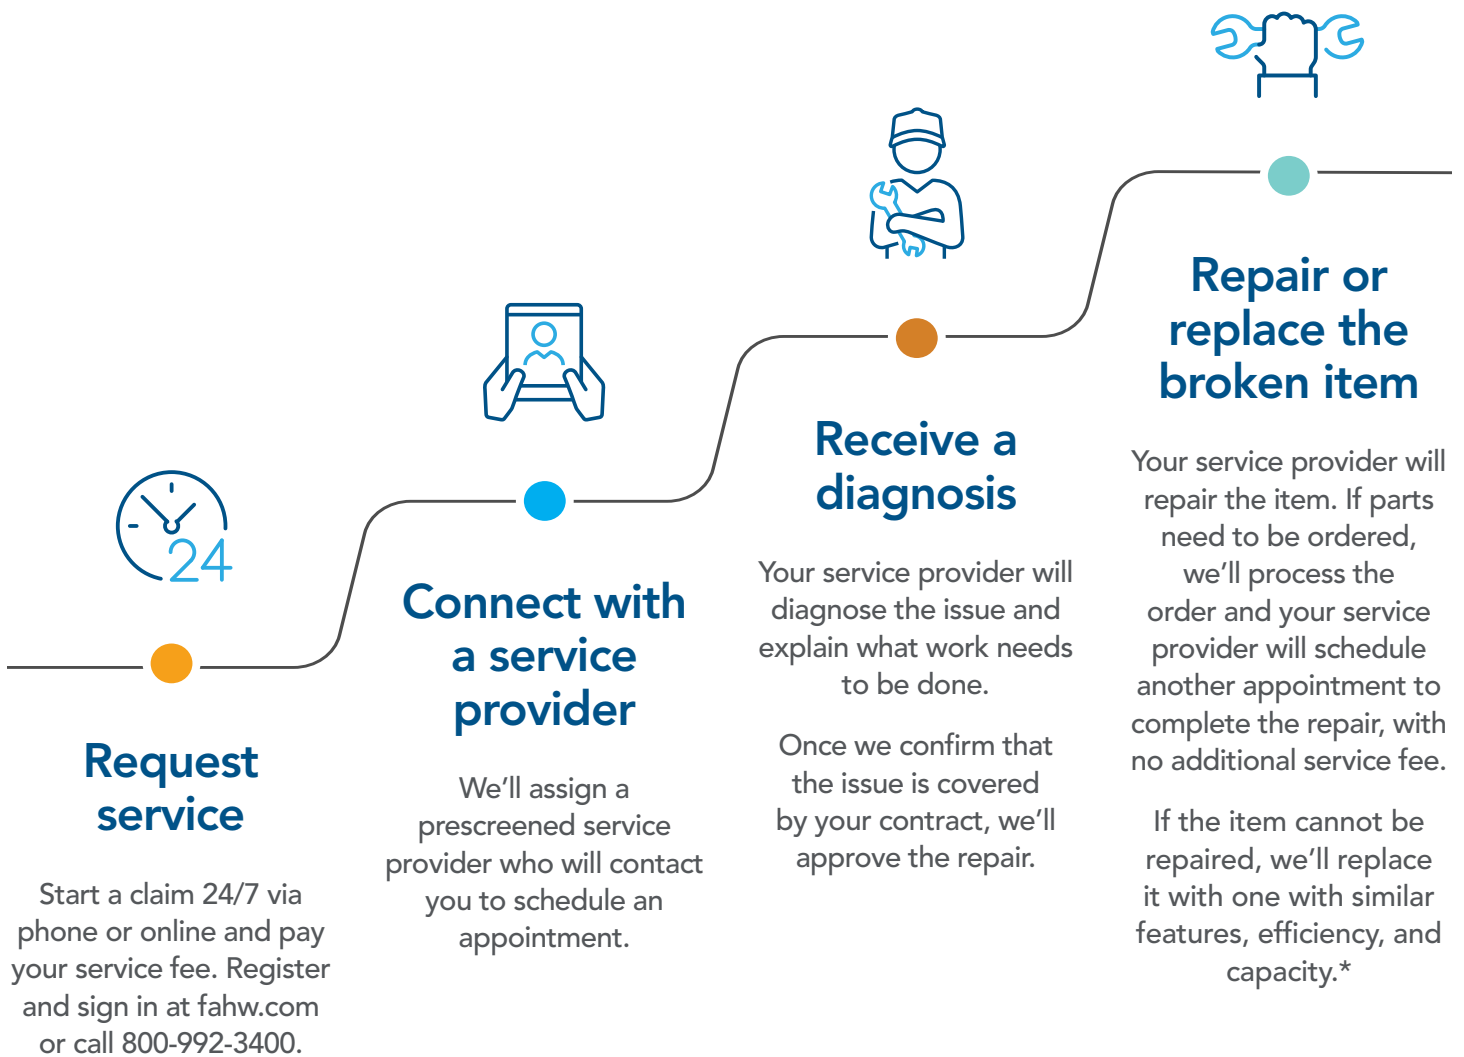 24
Request
service
Start a claim 24/7 via
phone or online and pay
your service fee. Register
and sign in at fahw.com
or call 800-992-3400.
Connect with
a service
provider
We’ll assign a
prescreened service
provider who will contact
you to schedule an
appointment.
Receive a
diagnosis
Your service provider will
diagnose the issue and
explain what work needs
to be done.
Once we confirm that
the issue is covered
by your contract, we’ll
approve the repair.
Repair or
replace the
broken item
Your service provider will
repair the item. If parts
need to be ordered,
we’ll process the
order and your service
provider will schedule
another appointment to
complete the repair, with
no additional service fee.
If the item cannot be
repaired, we’ll replace
it with one with similar
features, efficiency, and
capacity.*